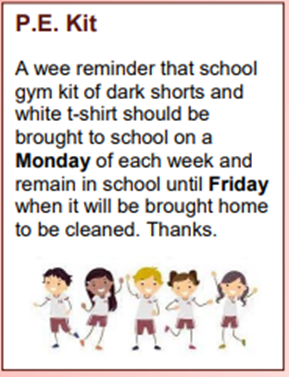 P.E. Kit
A wee reminder that school
gym kit of dark shorts and
white t-shirt should be
brought to school on a
Monday of each week and
remain in school until Friday
when it will be brought home
to be cleaned. Thanks.